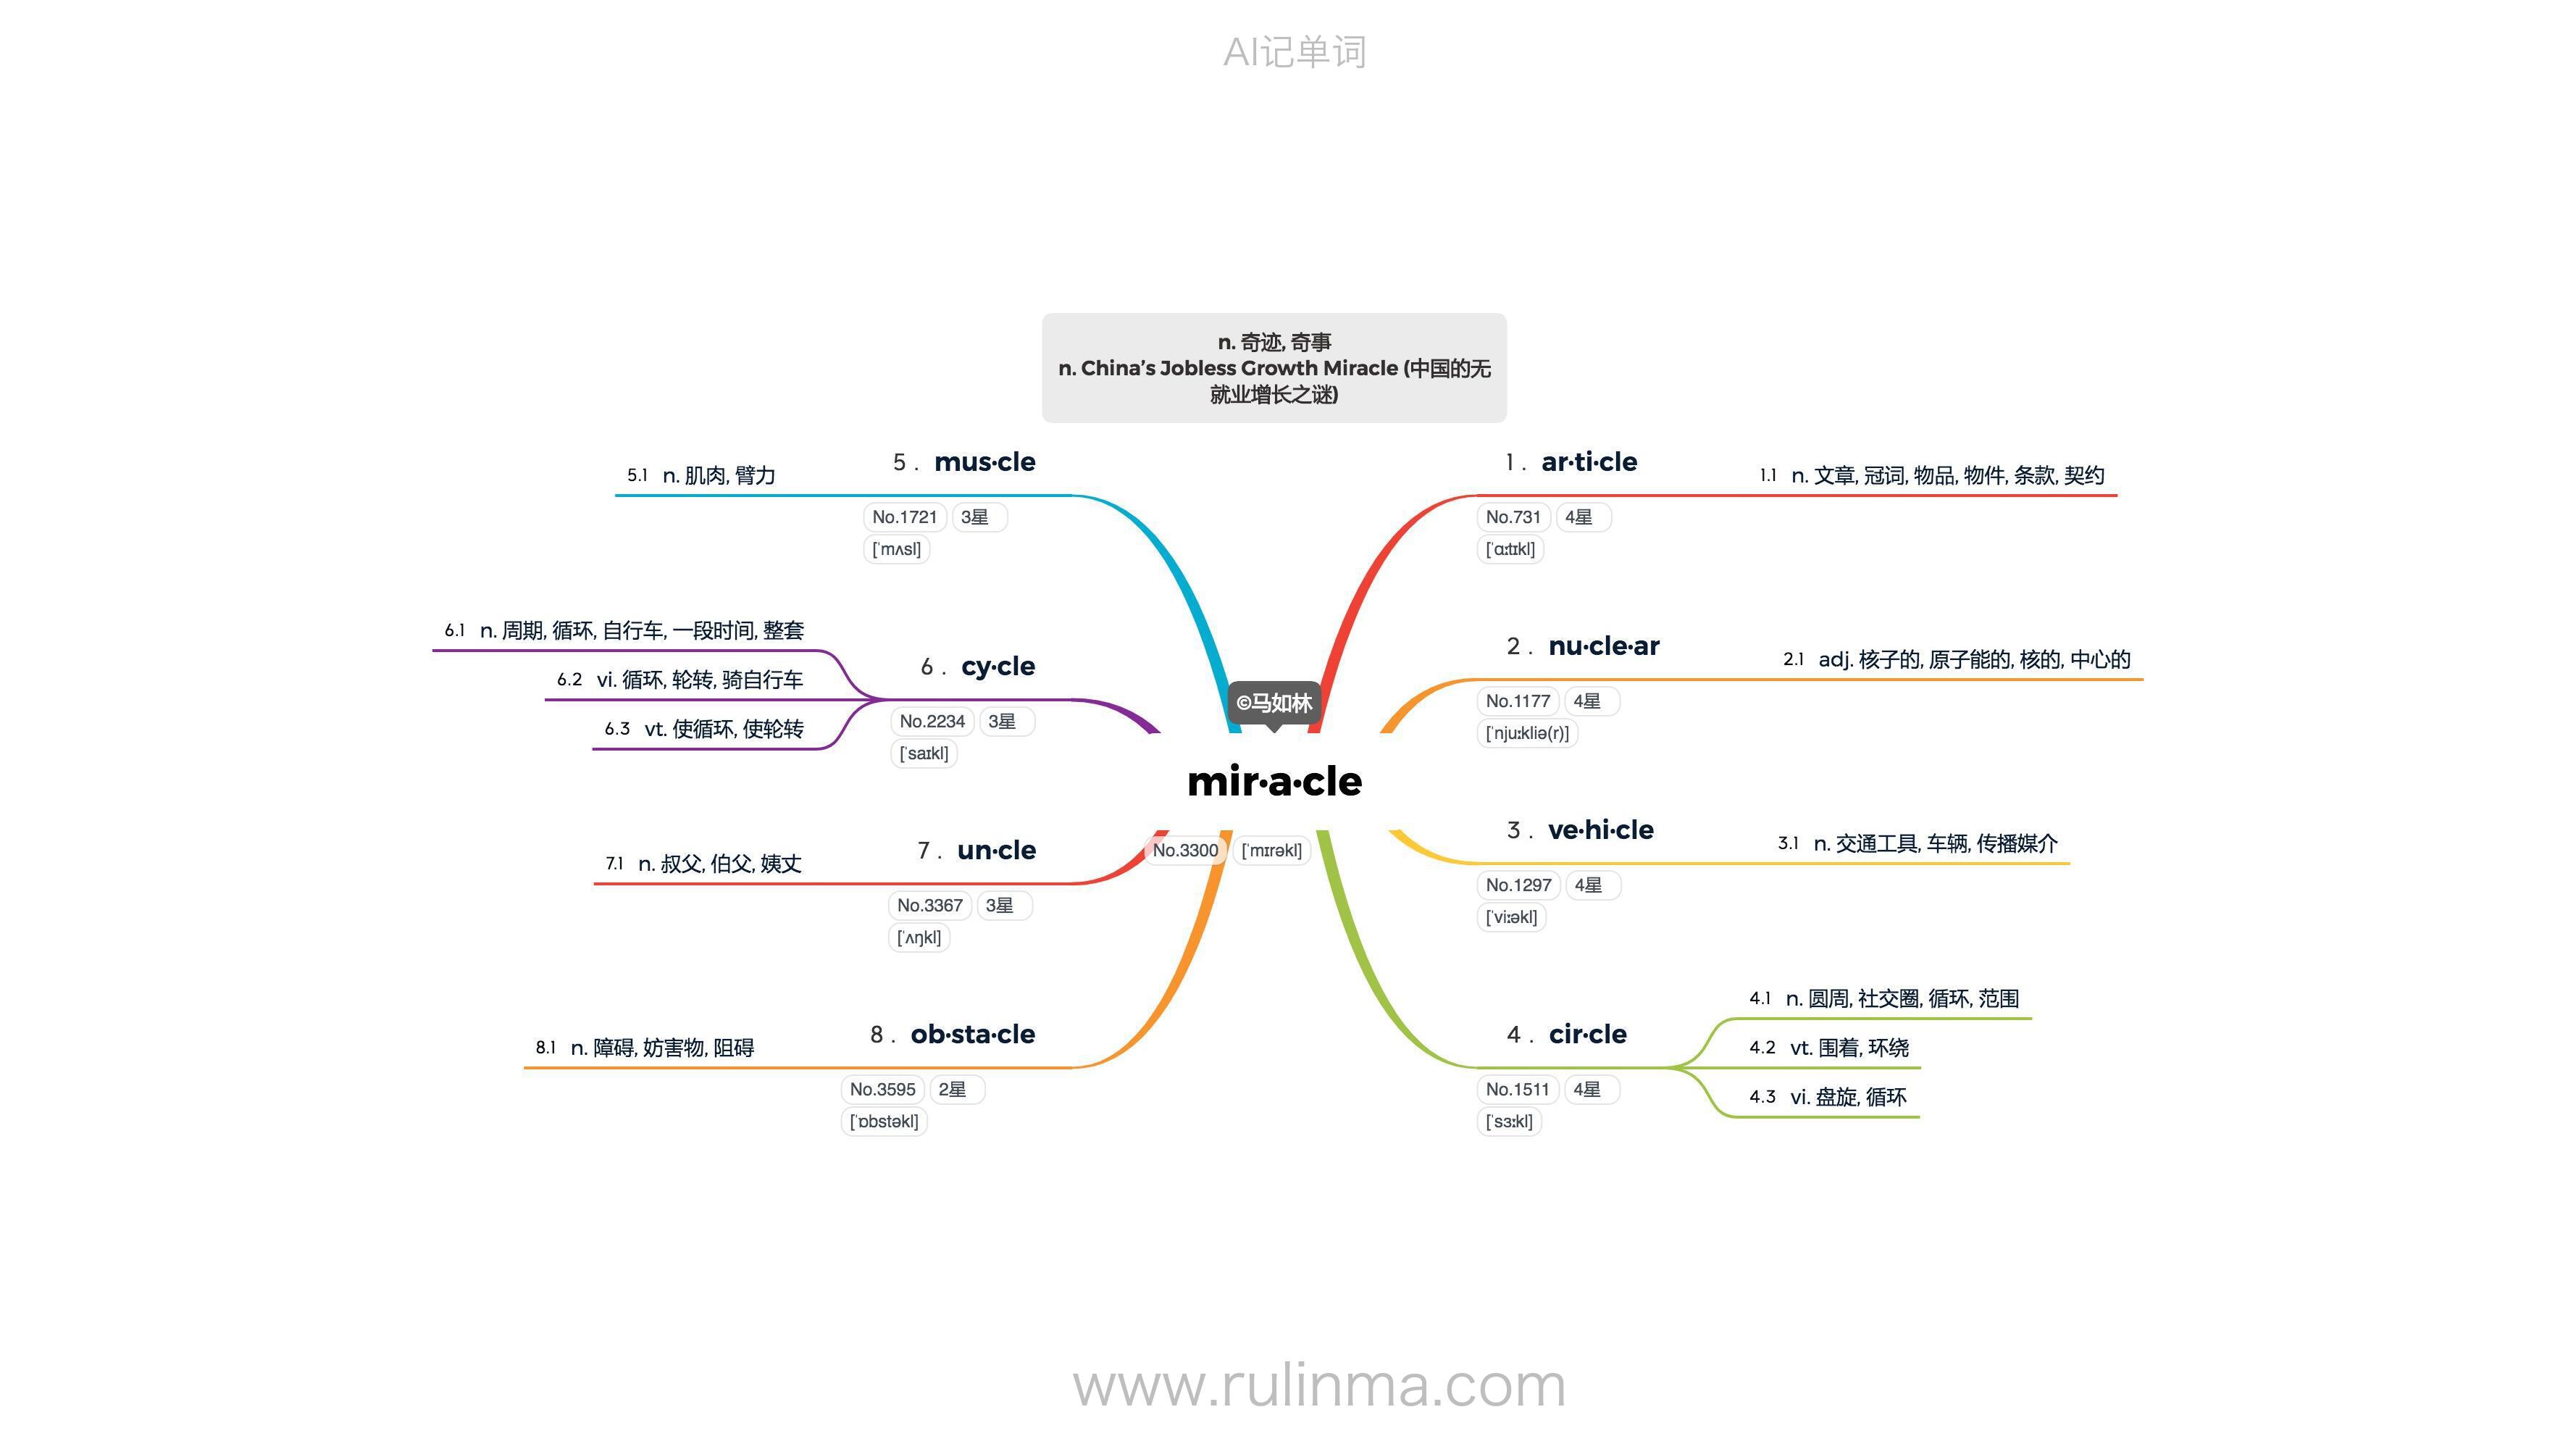 AI记单词
n. 奇迹, 奇事
n. China’s Jobless Growth Miracle (中国的无
就业增长之谜)
©马如林
mir·a·cle
No.3300 [ˈmɪrəkl]
1 . ar·ti·cle
No.731 4星
[ˈɑːtɪkl]
1.1 n. 文章, 冠词, 物品, 物件, 条款, 契约
2 . nu·cle·ar
No.1177 4星
[ˈnjuːkliə(r)]
2.1 adj. 核子的, 原子能的, 核的, 中心的
3 . ve·hi·cle
No.1297 4星
[ˈviːəkl]
3.1 n. 交通工具, 车辆, 传播媒介
4 . cir·cle
No.1511 4星
[ˈsɜːkl]
4.1 n. 圆周, 社交圈, 循环, 范围
4.2 vt. 围着, 环绕
4.3 vi. 盘旋, 循环
5 . mus·cle
No.1721 3星
[ˈmʌsl]
5.1 n. 肌肉, 臂力
6 . cy·cle
No.2234 3星
[ˈsaɪkl]
6.1 n. 周期, 循环, 自行车, 一段时间, 整套
6.2 vi. 循环, 轮转, 骑自行车
6.3 vt. 使循环, 使轮转
7 . un·cle
No.3367 3星
[ˈʌŋkl]
7.1 n. 叔父, 伯父, 姨丈
8 . ob·sta·cle
No.3595 2星
[ˈɒbstəkl]
8.1 n. 障碍, 妨害物, 阻碍
www.rulinma.com